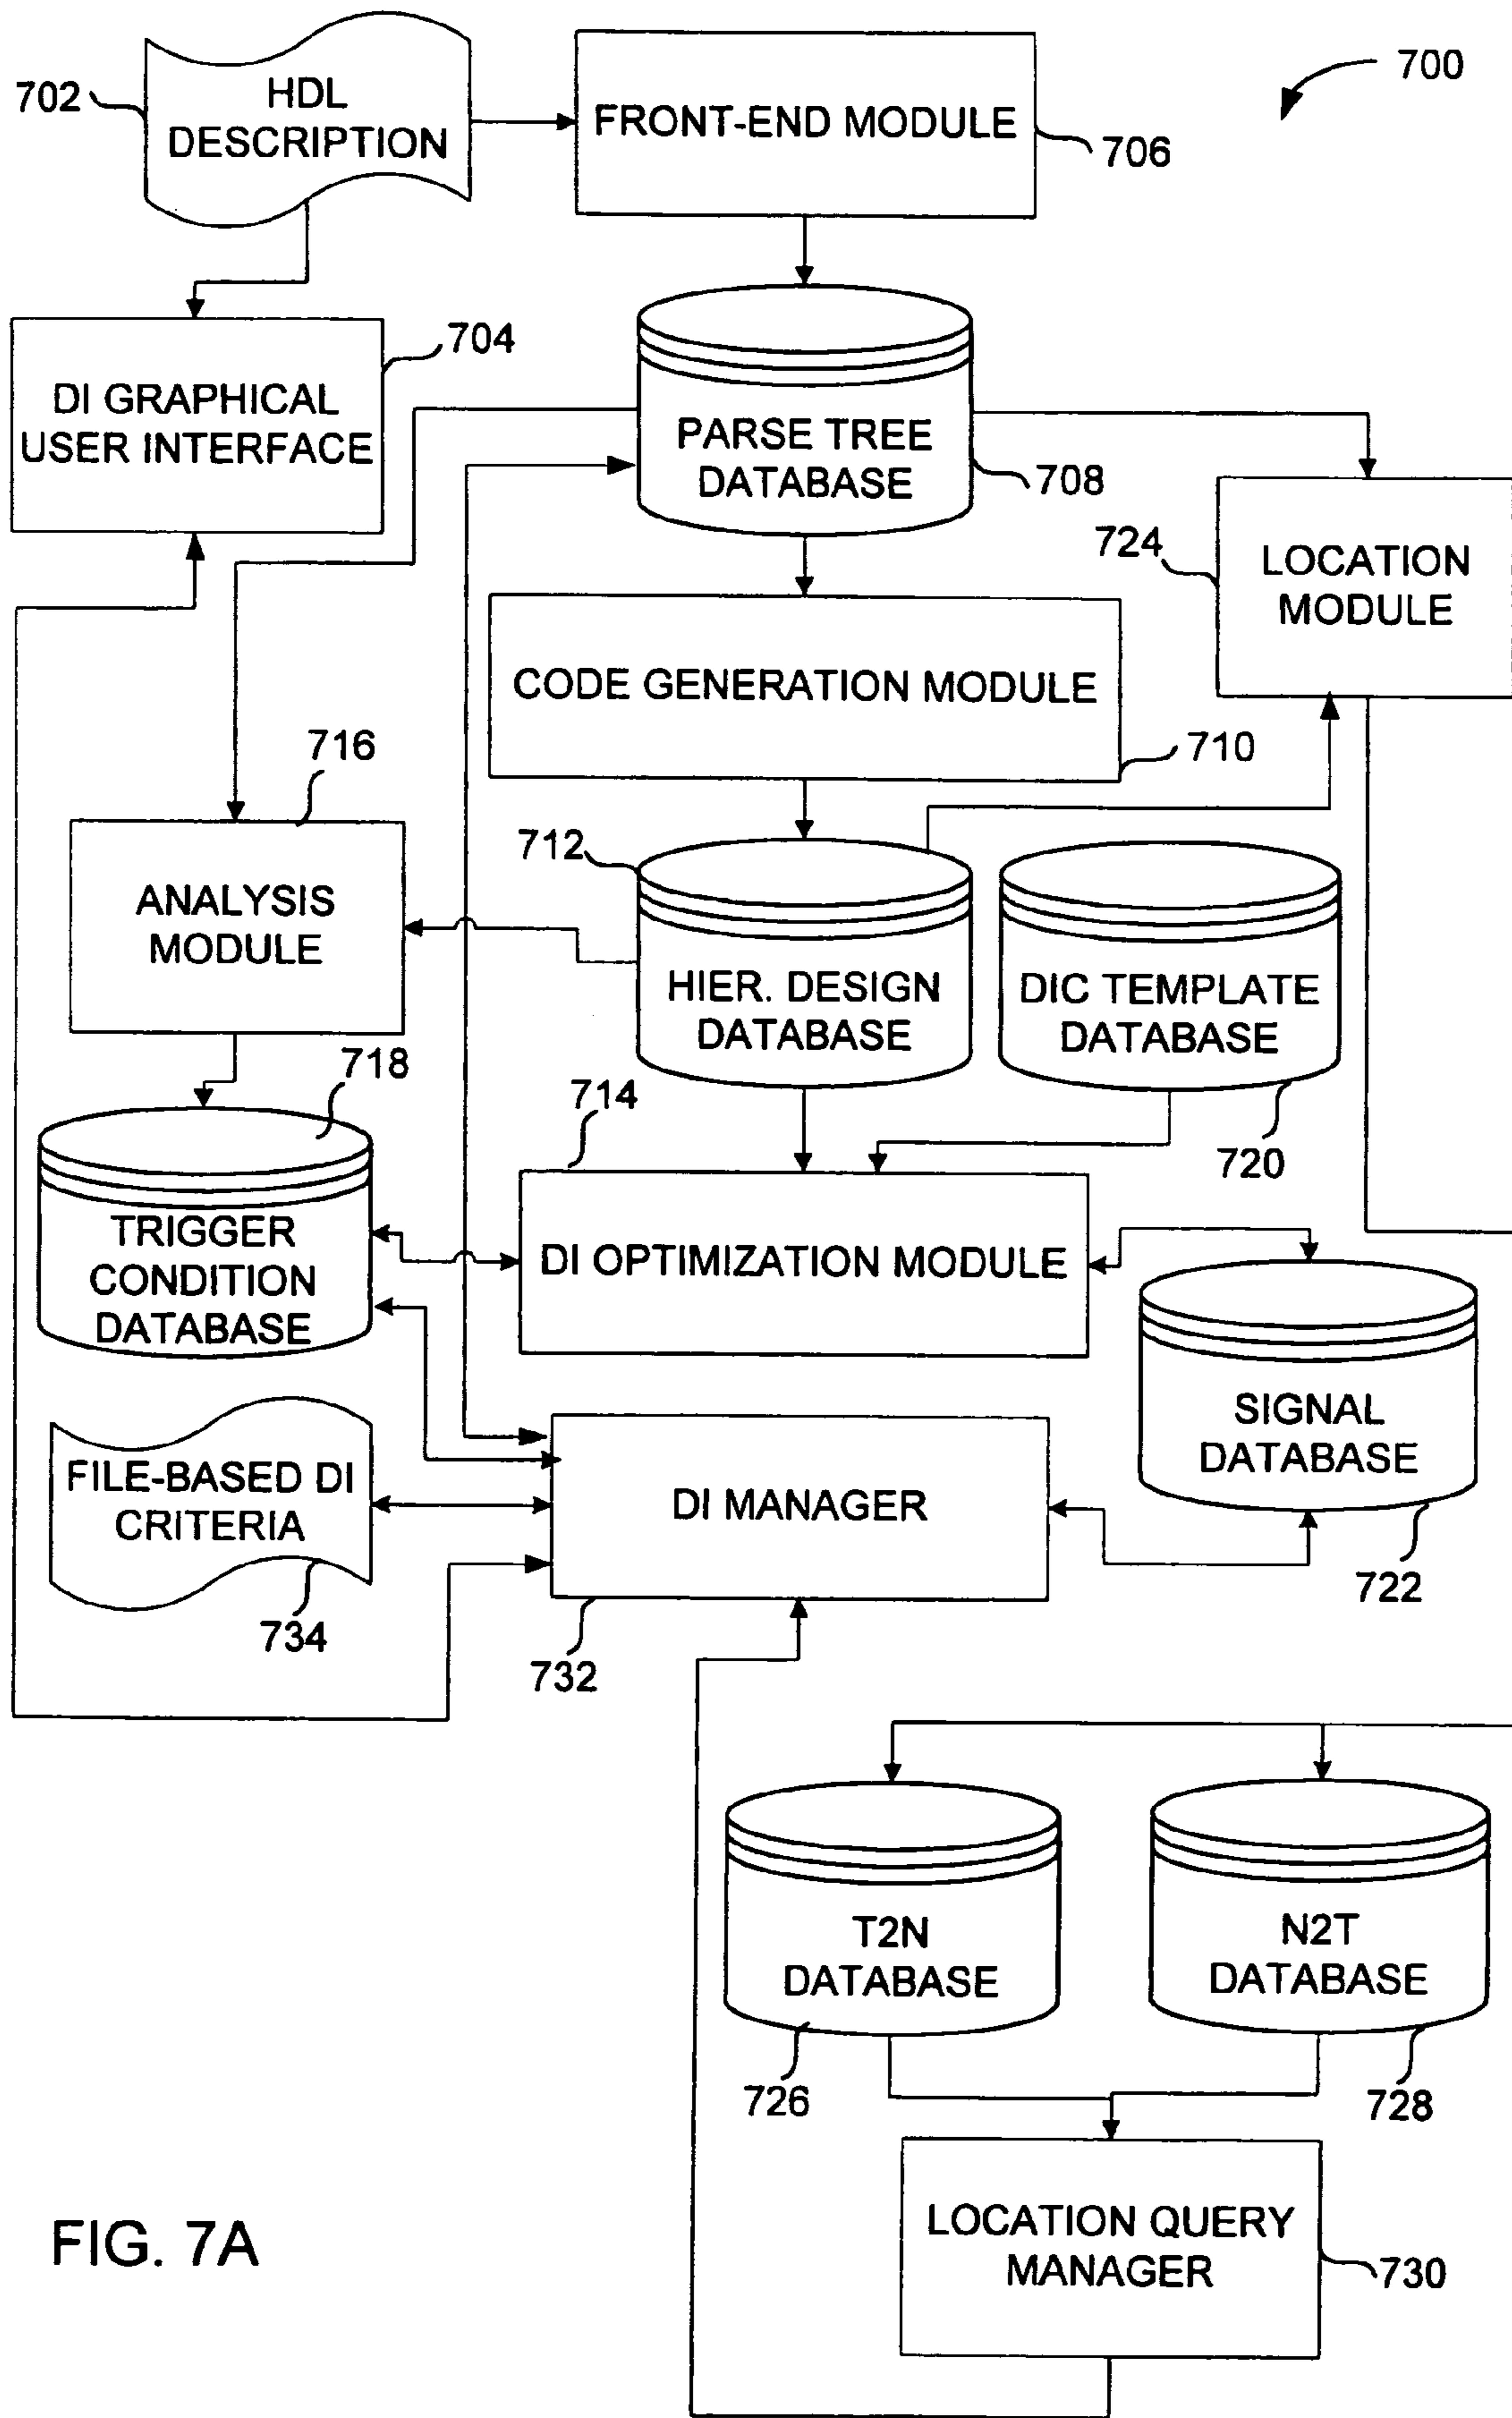 700
702
HDL
DESCRIPTION
FRONT-END MODULE
706
704
DI GRAPHICAL
USER INTERFACE
PARSE TREE
DATABASE
708
724
LOCATION
MODULE
CODE GENERATION MODULE
710
716
ANALYSIS
MODULE
712
HIER. DESIGN
DATABASE
DIC TEMPLATE
DATABASE
720
718
TRIGGER
CONDITION
DATABASE
714
DI OPTIMIZATION MODULE
SIGNAL
DATABASE
722
FILE-BASED DI
CRITERIA
734
DI MANAGER
732
T2N
DATABASE
726
N2T
DATABASE
728
LOCATION QUERY
MANAGER
730
FIG. 7A